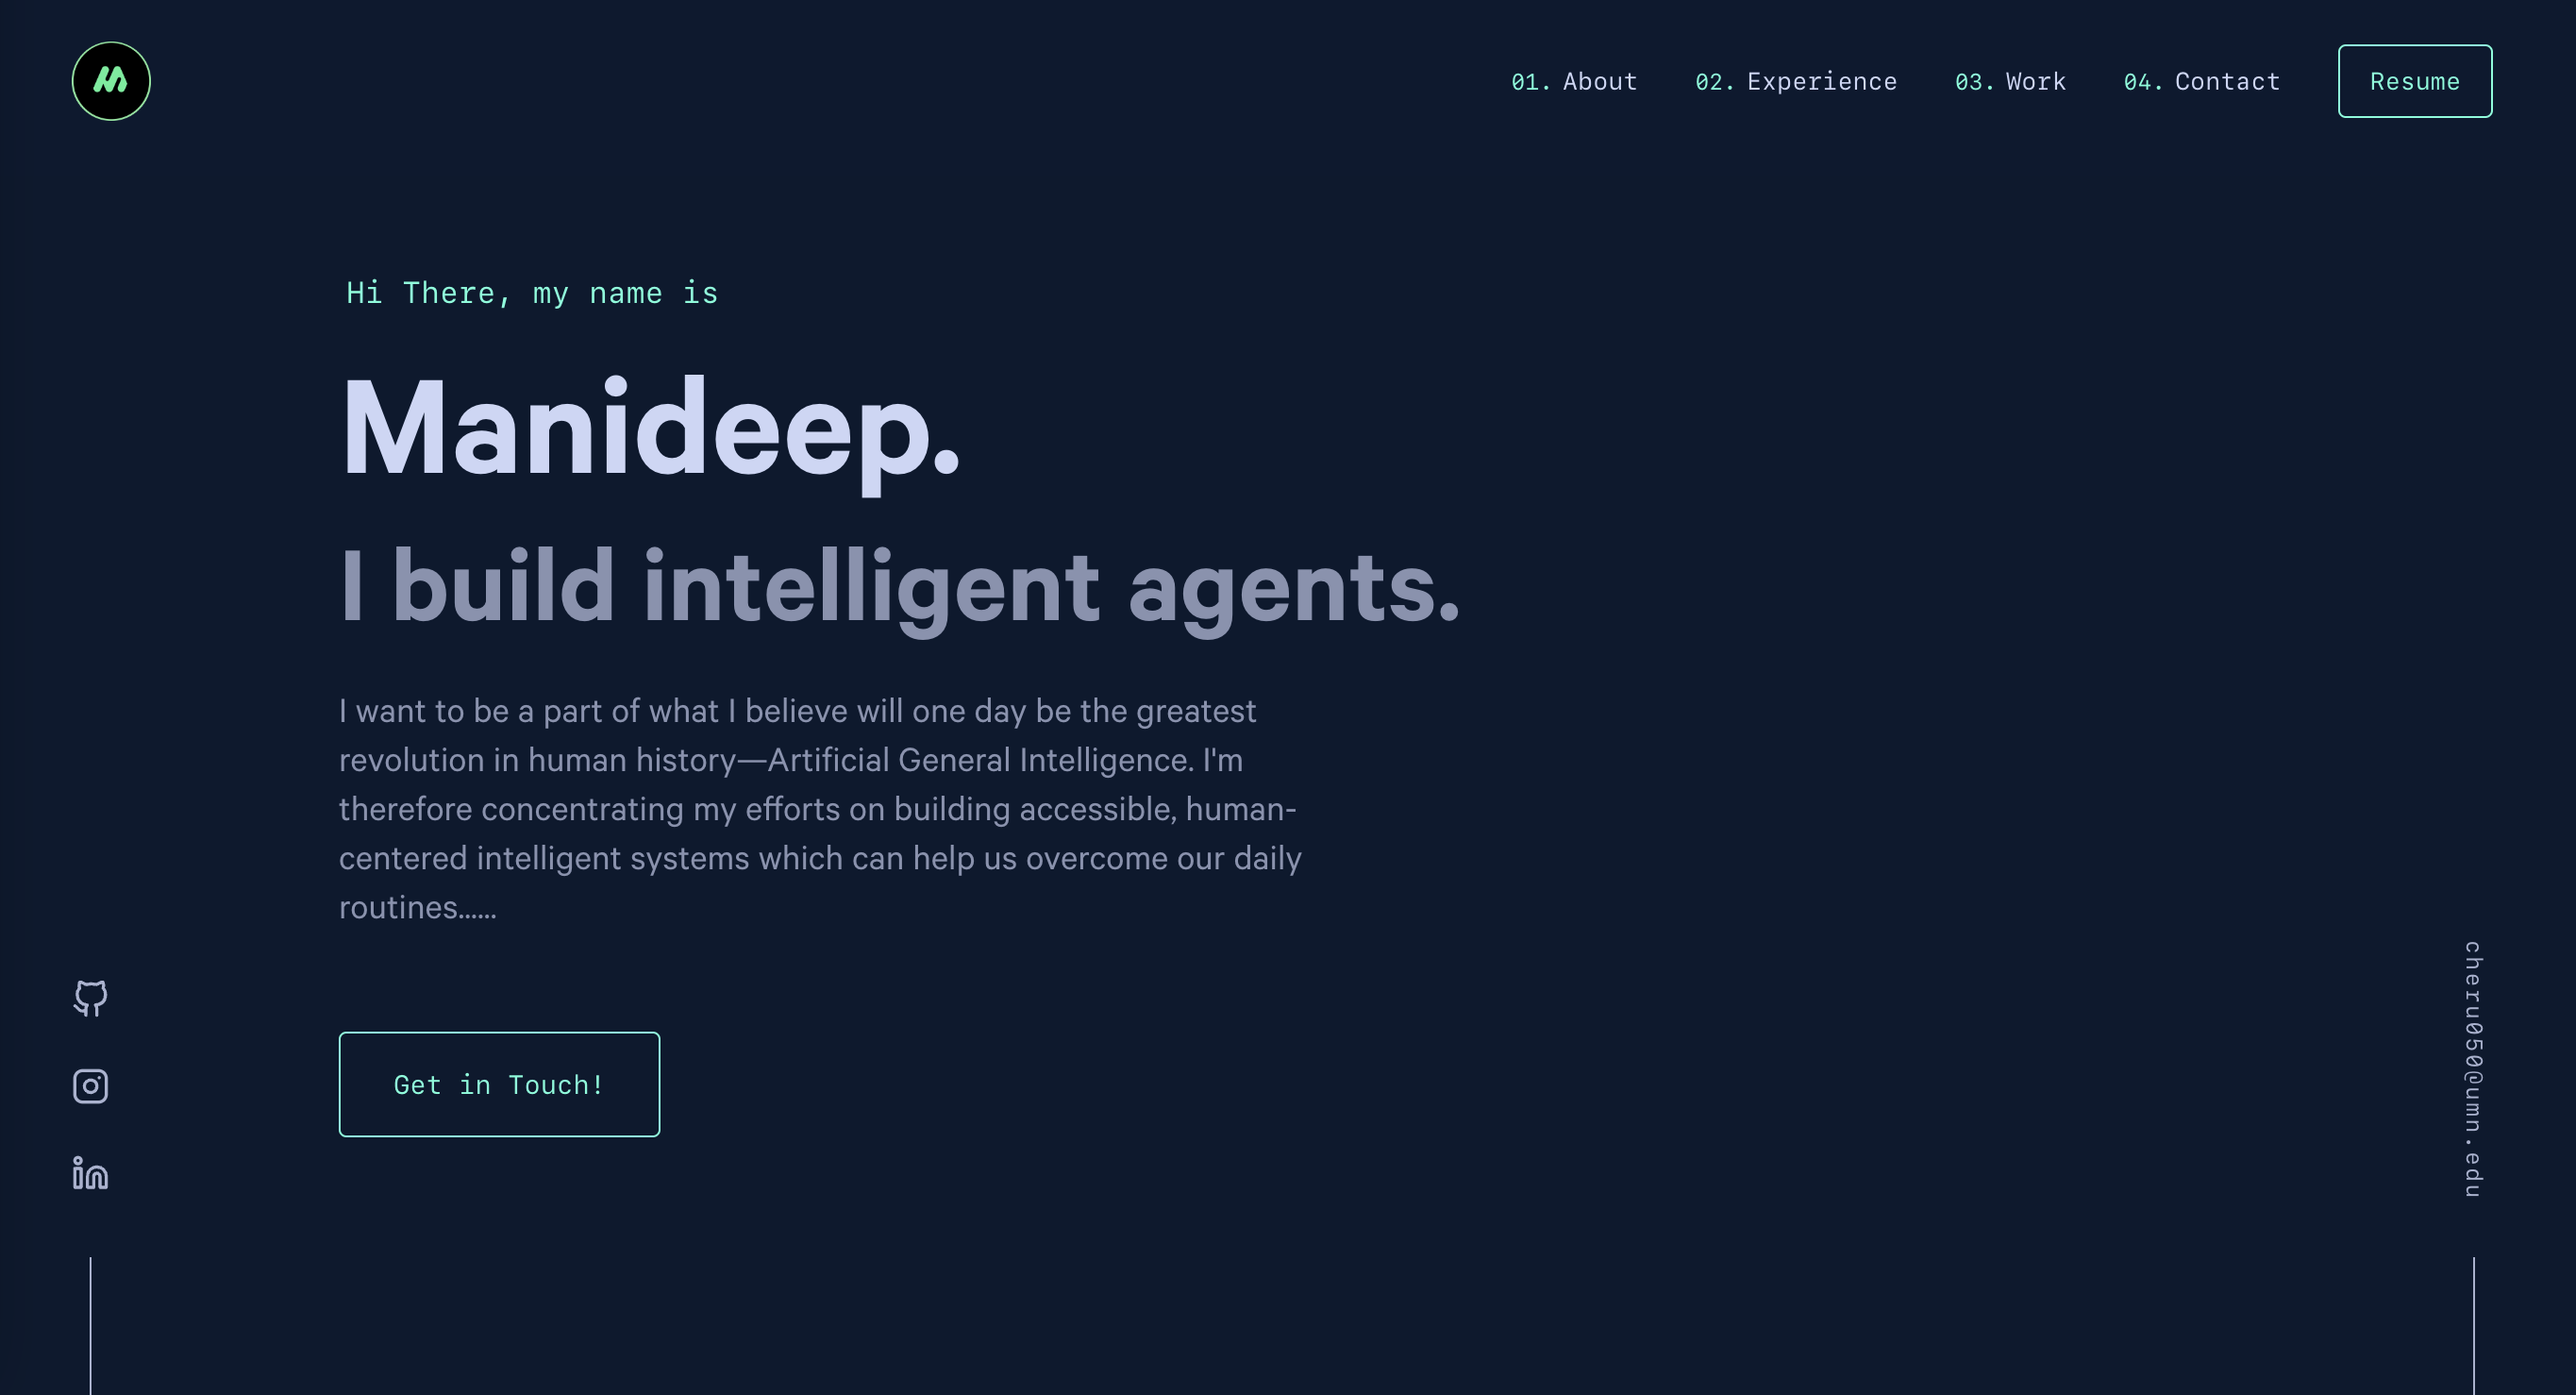 01. About 02. Experience 03. Work 04. Contact Resume
Hi There, my name is
Manideep.
I build intelligent agents.
I want to be a part of what I believe will one day be the greatest
revolution in human history—Artificial General Intelligence. I'm
therefore concentrating my efforts on building accessible, human-
centered intelligent systems which can help us overcome our daily
routines......
Get in Touch!
cheru050@umn.edu